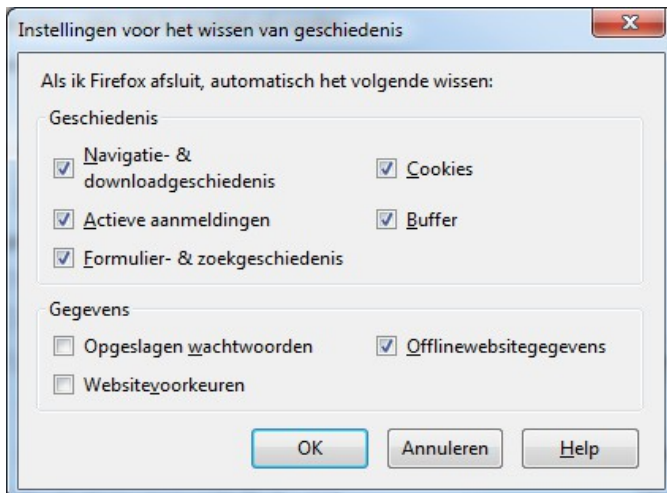 Instellingen voor het wissen van geschiedenis
Als ik Firefox afsluit, automatisch het volgende wissen:
Geschiedenis
Navigatie- &
downloadgeschiedenis
Cookies
Actieve aanmeldingen
Buffer
Formulier- & zoekgeschiedenis
Gegevens
Opgeslagen wachtwoorden
Offlinewebsitegegevens
Websitevoorkeuren
OK
Annuleren
Help